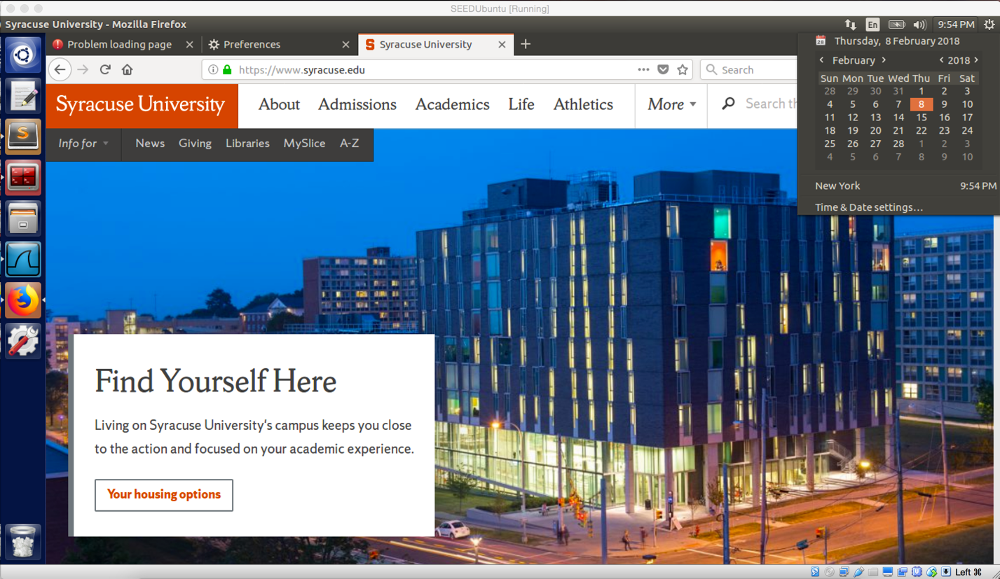 SEEDUbuntu [Running]
Syracuse University - Mozilla Firefox
En
9:54 PM
Problem loading page
Preferences
Syracuse University
https://www.syracuse.edu
Search
Syracuse University
About
Admissions
Academics
Life
Athletics
More
Search th
Info for
News
Giving
Libraries
MySlice
A-Z
Thursday, 8 February 2018
February
2018
Sun Mon Tue Wed Thu Fri Sat
28 29 30 31 1 2 3
4 5 6 7 8 9 10
11 12 13 14 15 16 17
18 19 20 21 22 23 24
25 26 27 28 1 2 3
4 5 6 7 8 9 10
New York 9:54 PM
Time & Date settings...
Find Yourself Here
Living on Syracuse University's campus keeps you close
to the action and focused on your academic experience.
Your housing options
Left ⌘